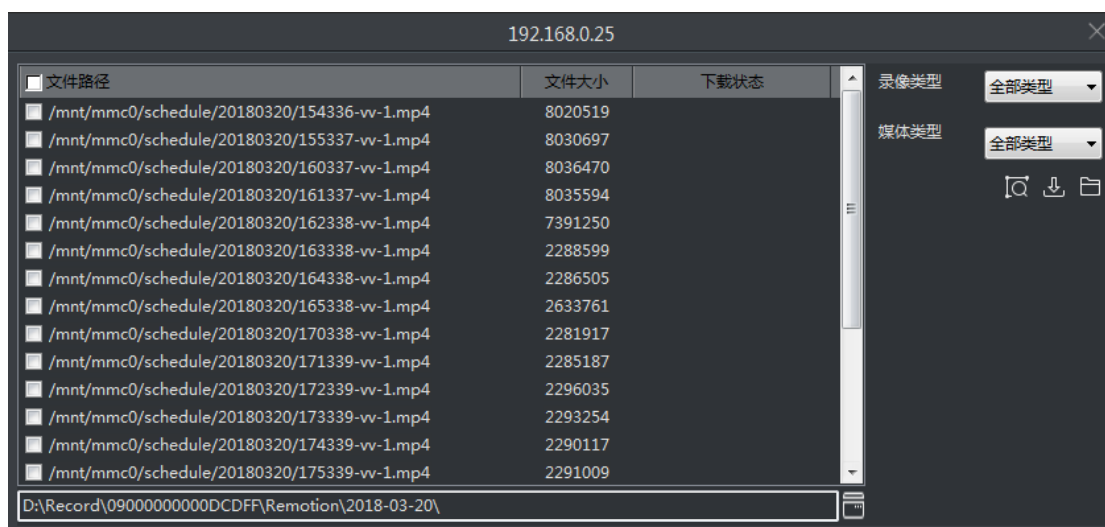 192.168.0.25
文件路径 文件大小 下载状态
/mnt/mmc0/schedule/20180320/154336-vv-1.mp4 8020519
/mnt/mmc0/schedule/20180320/155337-vv-1.mp4 8030697
/mnt/mmc0/schedule/20180320/160337-vv-1.mp4 8036470
/mnt/mmc0/schedule/20180320/161337-vv-1.mp4 8035594
/mnt/mmc0/schedule/20180320/162338-vv-1.mp4 7391250
/mnt/mmc0/schedule/20180320/163338-vv-1.mp4 2288599
/mnt/mmc0/schedule/20180320/164338-vv-1.mp4 2286505
/mnt/mmc0/schedule/20180320/165338-vv-1.mp4 2633761
/mnt/mmc0/schedule/20180320/170338-vv-1.mp4 2281917
/mnt/mmc0/schedule/20180320/171339-vv-1.mp4 2285187
/mnt/mmc0/schedule/20180320/172339-vv-1.mp4 2296035
/mnt/mmc0/schedule/20180320/173339-vv-1.mp4 2293254
/mnt/mmc0/schedule/20180320/174339-vv-1.mp4 2290117
/mnt/mmc0/schedule/20180320/175339-vv-1.mp4 2291009
D:\Record\09000000000DCDFF\Remotion\2018-03-20\
录像类型 全部类型
媒体类型 全部类型